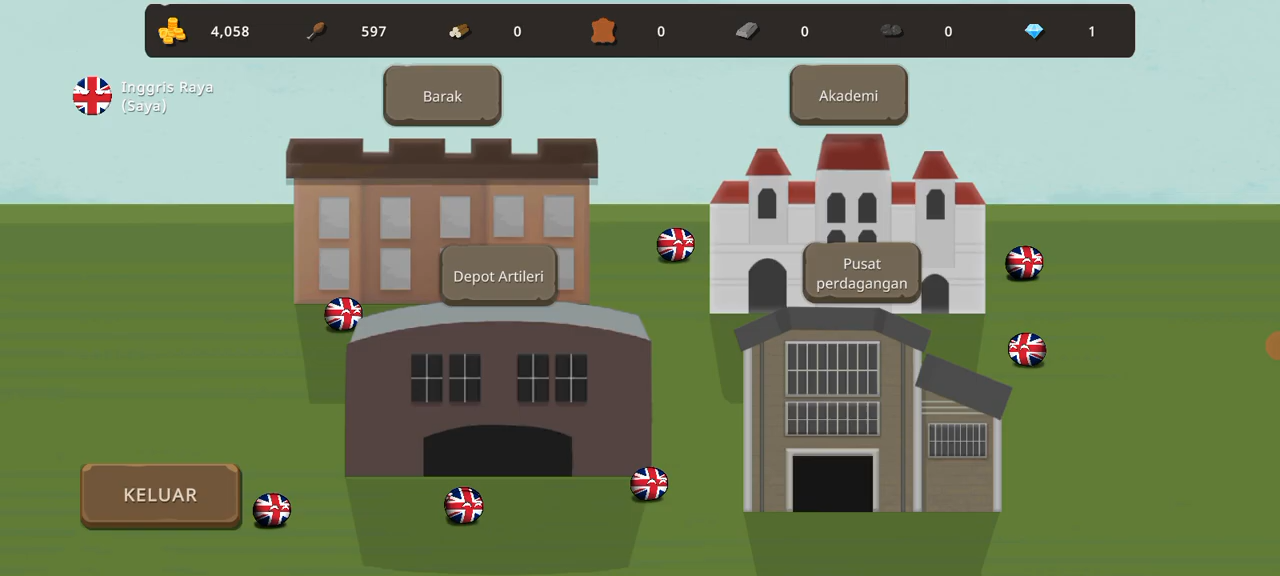 4,058 597 0 0 0 0 1
Inggris Raya
(Saya)
Barak
Akademi
Depot Artileri
Pusat
perdagangan
KELUAR